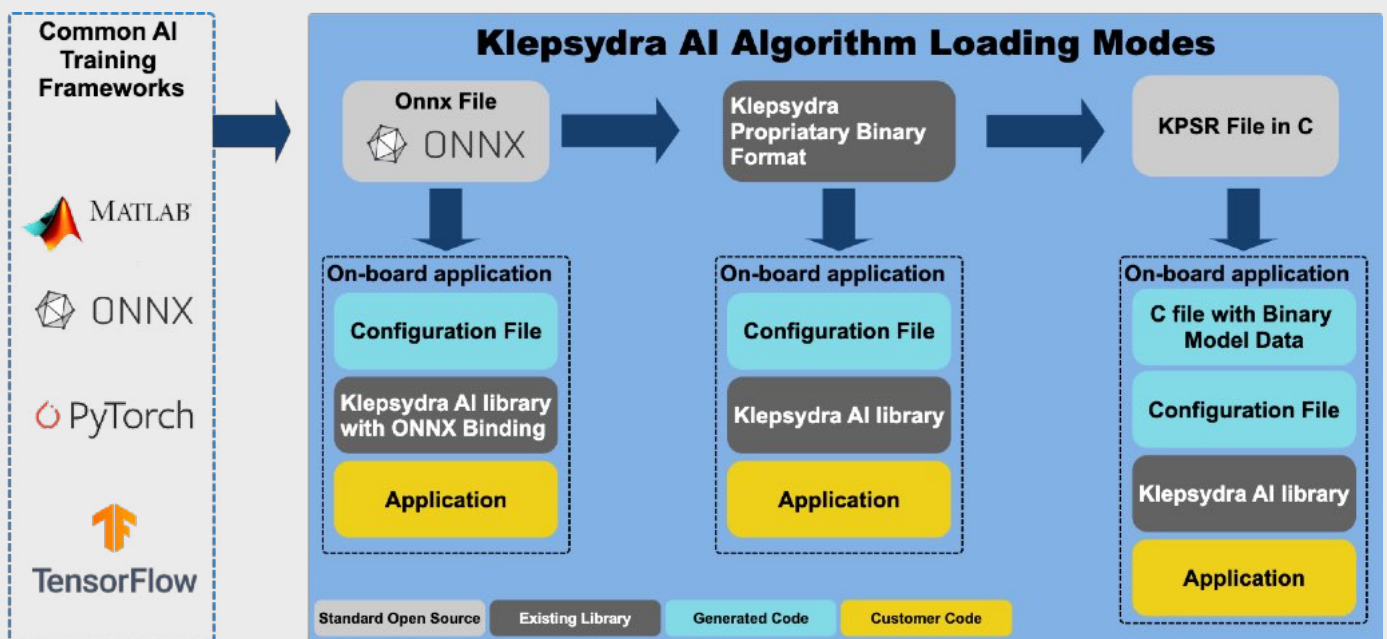 Common AI
Training
Frameworks
MATLAB
ONNX
PyTorch
TensorFlow
Klepsydra AI Algorithm Loading Modes
Onnx File
ONNX
Klepsydra
Propriatary Binary
Format
KPSR File in C
On-board application
Configuration File
Klepsydra AI library
with ONNX Binding
Application
On-board application
Configuration File
Klepsydra AI library
Application
On-board application
C file with Binary
Model Data
Configuration File
Klepsydra AI library
Application
Standard Open Source
Existing Library
Generated Code
Customer Code